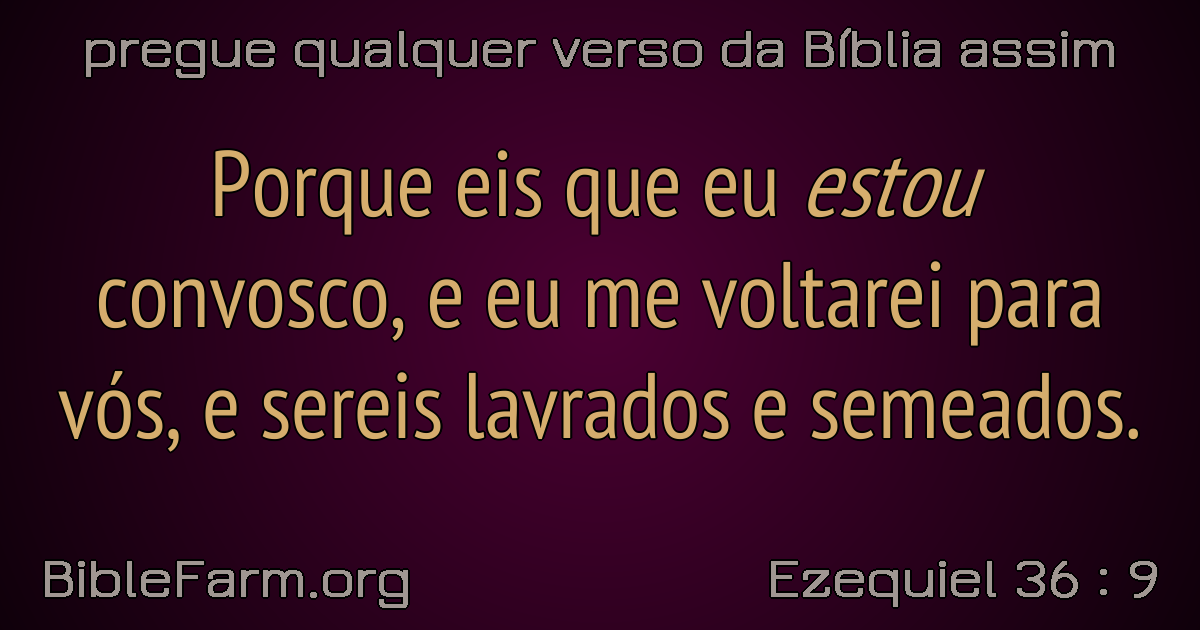 pregue qualquer verso da Bíblia assim
Porque eis que eu estou
convosco, e eu me voltarei para
vós, e sereis lavrados e semeados.
BibleFarm.org
Ezequiel 36 : 9